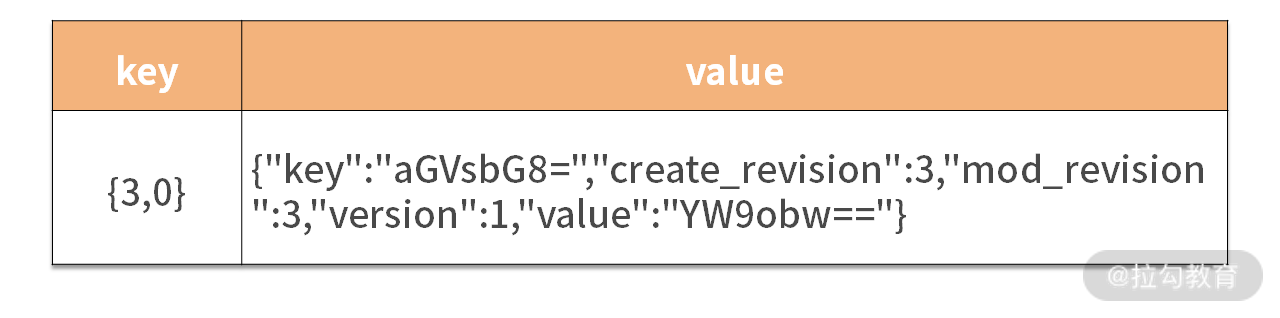 key value
{3,0} {"key":"aGVsbG8=","create_revision":3,"mod_revision
":3,"version":1,"value":"YW9obw=="}
@拉勾教育